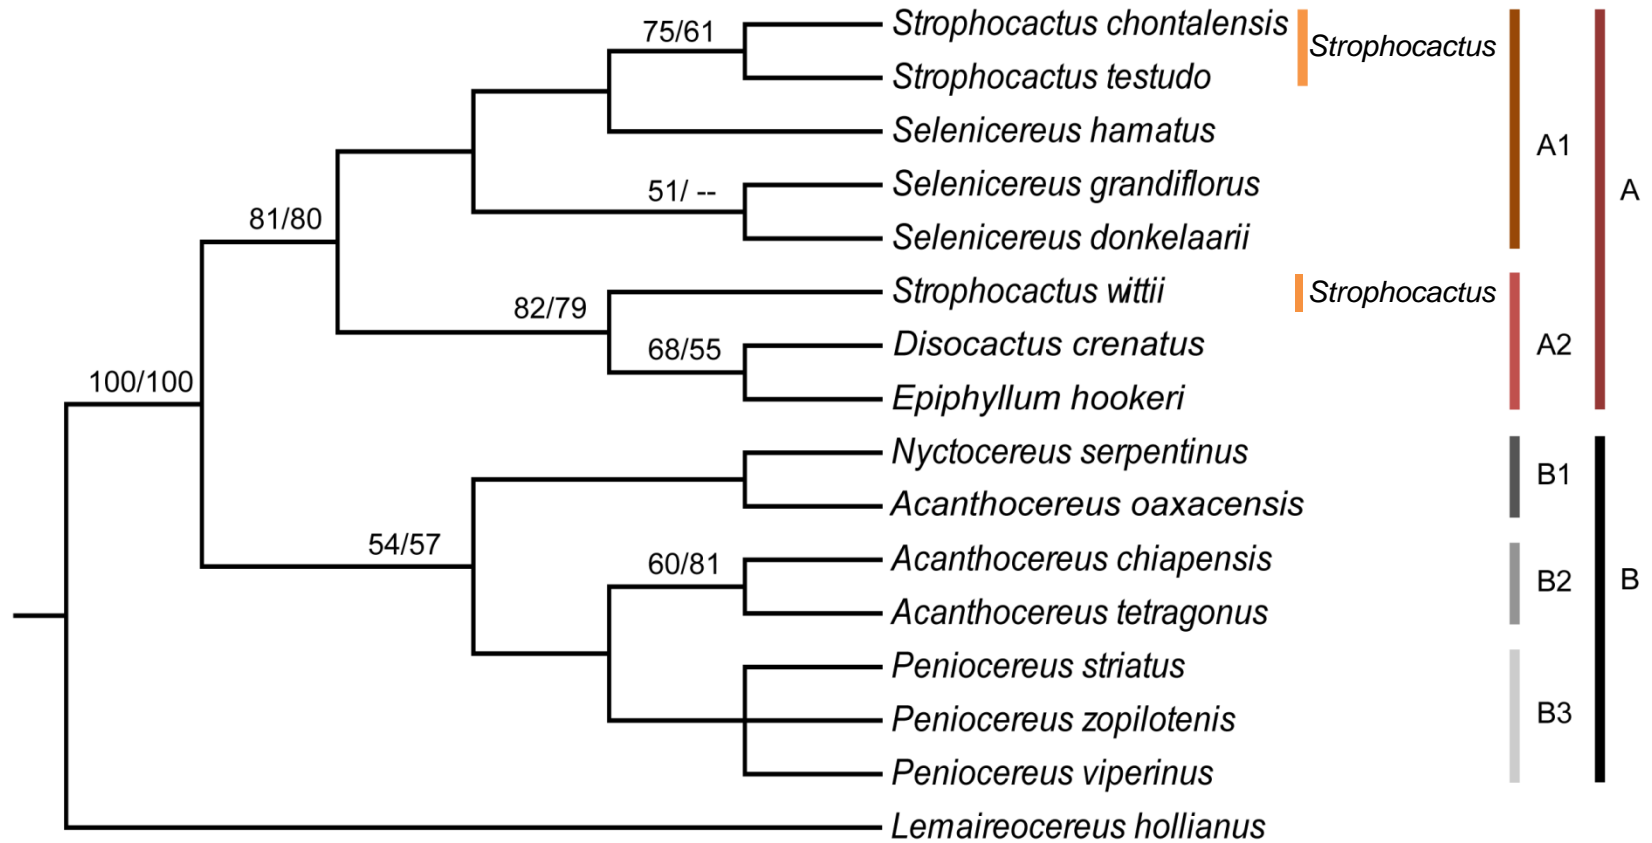 75/61
Strophocactus chontalensis
Strophocactus
Strophocactus testudo
Selenicereus hamatus
A1
51/ --
Selenicereus grandiflorus
A
81/80
Selenicereus donkelaarii
82/79
Strophocactus wittii
Strophocactus
68/55
Disocactus crenatus
A2
100/100
Epiphyllum hookeri
Nyctocereus serpentinus
B1
Acanthocereus oaxacensis
54/57
60/81
Acanthocereus chiapensis
B2
B
Acanthocereus tetragonus
Peniocereus striatus
Peniocereus zopilotenis
B3
Peniocereus viperinus
Lemaireocereus hollianus